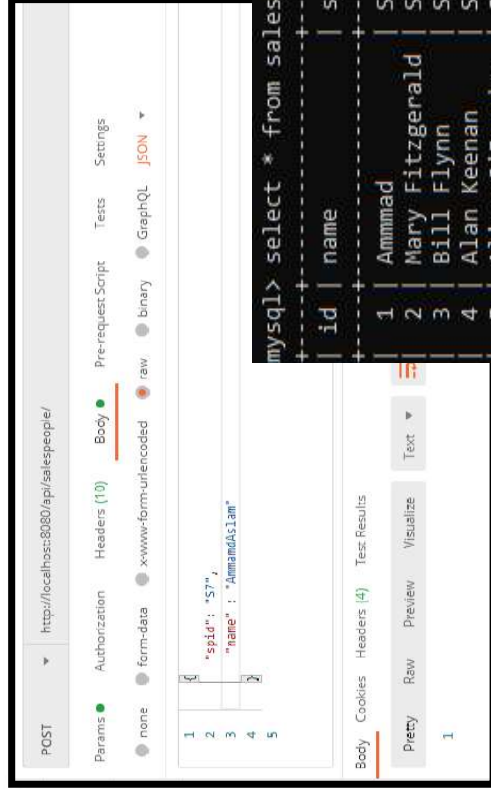 POST http://localhost:8080/api/salespeople/
Params Authorization Headers (10) Body Pre-request Script Tests Settings
none form-data x-www-form-urlencoded raw binary GraphQL JSON
1 {
2 "spid": "S7",
3 "name" : "AmmamdAslam"
4 }
5
Body Cookies Headers (4) Test Results
Pretty Raw Preview Visualize Text
1
mysql> select * from sales
| id | name | s
| 1 | Ammmad | S
| 2 | Mary Fitzgerald | S
| 3 | Bill Flynn | S
| 4 | Alan Keenan | S